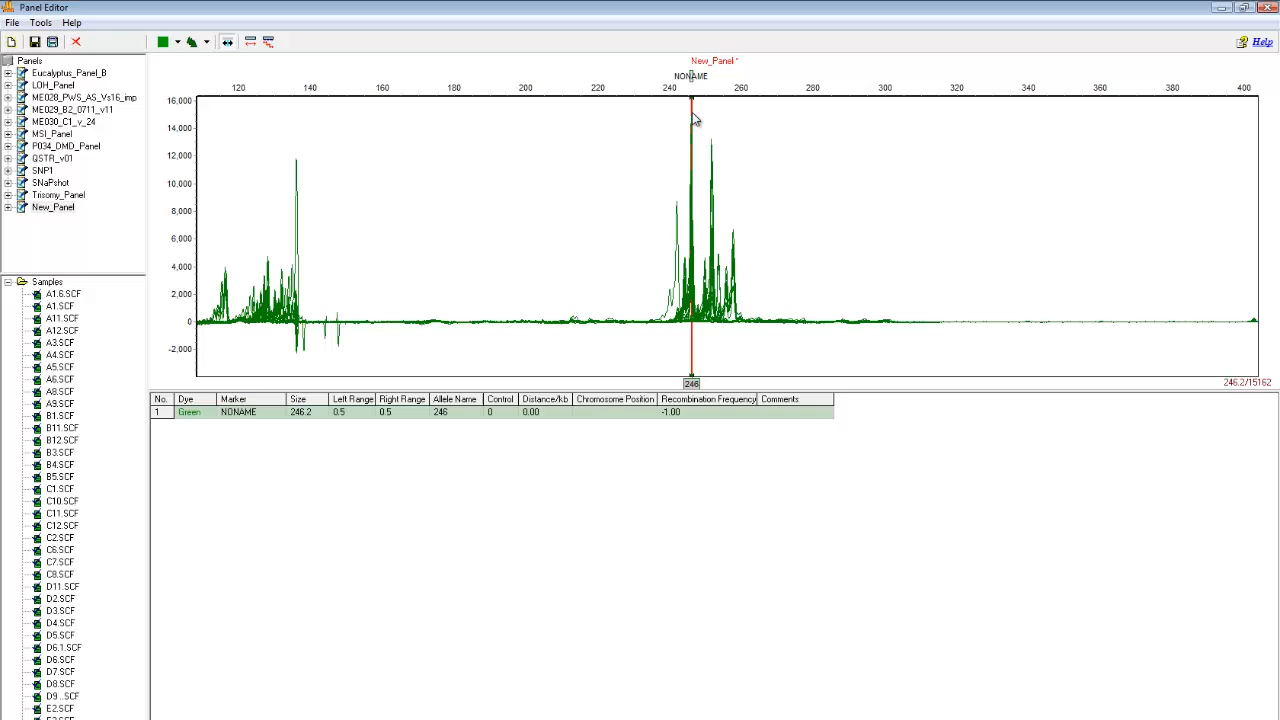 Panel Editor
File Tools Help
Help
Panels
Eucalyptus_Panel_B
LOH_Panel
ME028_PWS_AS_Vs16_imp
ME029_B2_0711_v11
ME030_C1_v_24
MSI_Panel
P034_DMD_Panel
QSTR_v01
SNP1
SNaPshot
Trisomy_Panel
New_Panel
Samples
A1.6.SCF
A1.SCF
A11.SCF
A12.SCF
A3.SCF
A4.SCF
A5.SCF
A6.SCF
A8.SCF
A9.SCF
B1.SCF
B11.SCF
B12.SCF
B3.SCF
B4.SCF
B5.SCF
C1.SCF
C10.SCF
C11.SCF
C12.SCF
C2.SCF
C6.SCF
C7.SCF
C8.SCF
D11.SCF
D2.SCF
D3.SCF
D4.SCF
D5.SCF
D6.1.SCF
D6.SCF
D7.SCF
D8.SCF
D9 ..SCF
E2.SCF
New_Panel *
NONAME
120 140 160 180 200 220 240 260 280 300 320 340 360 380 400
16,000
14,000
12,000
10,000
8,000
6,000
4,000
2,000
0
-2,000
246
246.2/15162
No. Dye Marker Size Left Range Right Range Allele Name Control Distance/kb Chromosome Position Recombination Frequency Comments
1 Green NONAME 246.2 0.5 0.5 246 0 0.00 -1.00